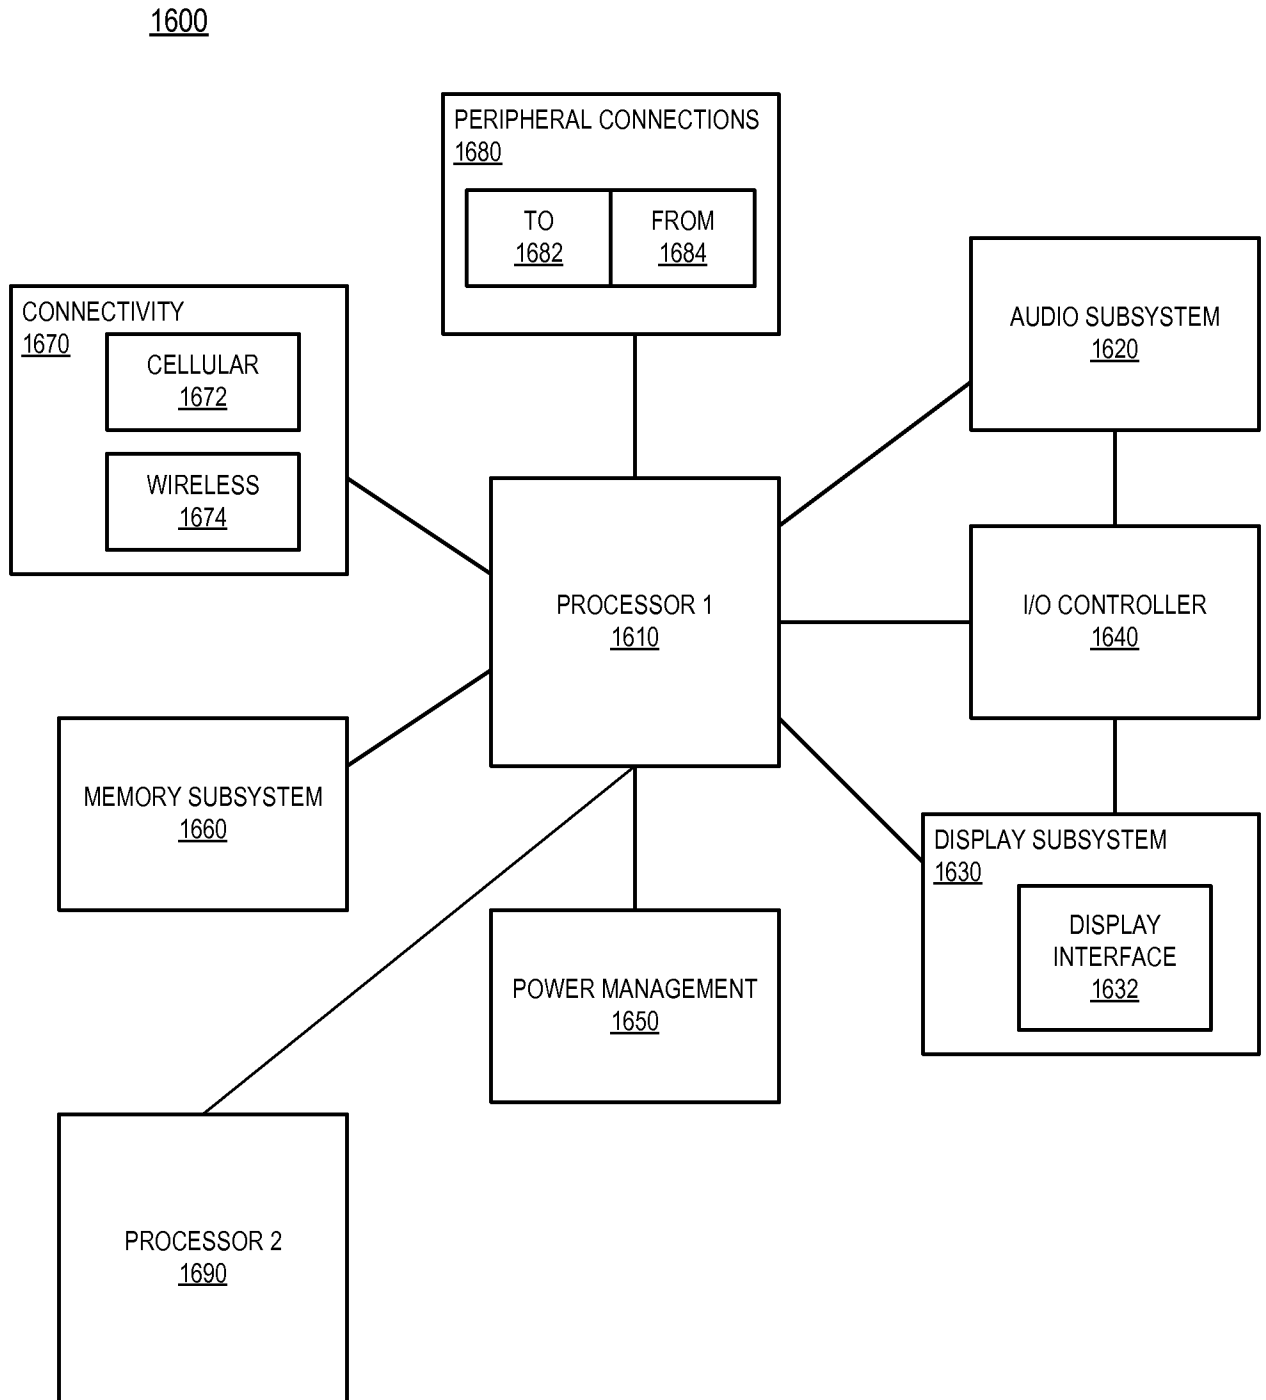 1600
PERIPHERAL CONNECTIONS
1680
TO
1682
FROM
1684
CONNECTIVITY
1670
CELLULAR
1672
WIRELESS
1674
AUDIO SUBSYSTEM
1620
PROCESSOR 1
1610
I/O CONTROLLER
1640
MEMORY SUBSYSTEM
1660
DISPLAY SUBSYSTEM
1630
DISPLAY
INTERFACE
1632
POWER MANAGEMENT
1650
PROCESSOR 2
1690